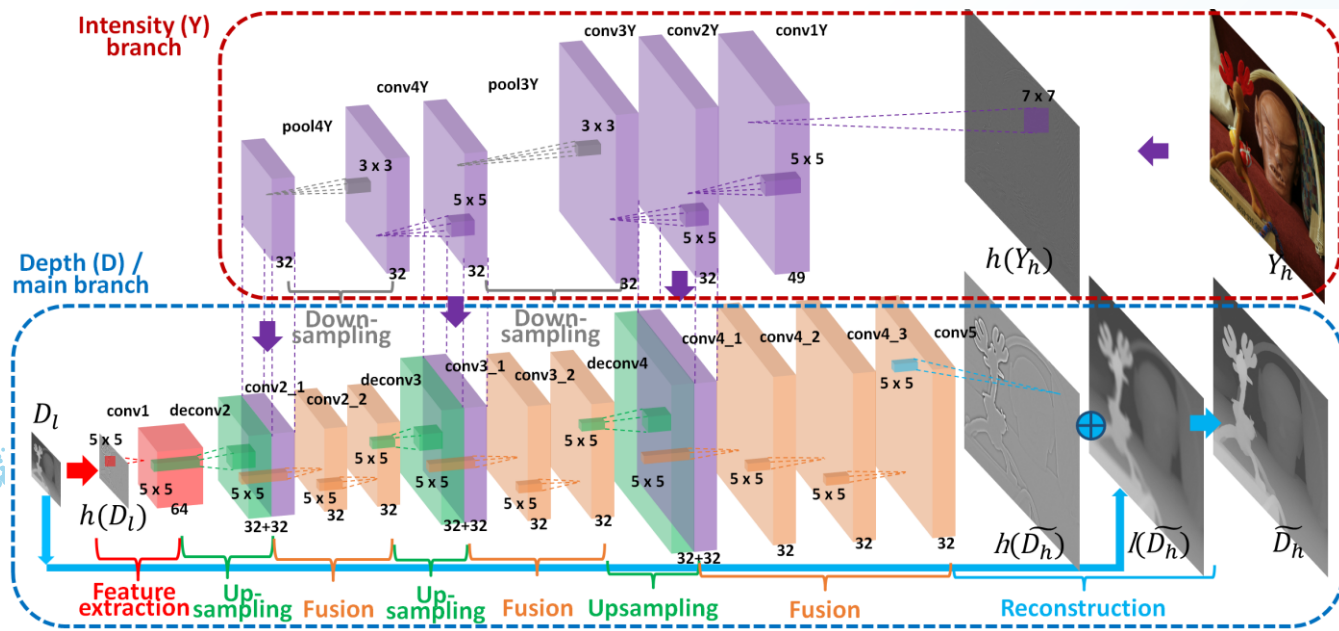 Intensity (Y)
branch
conv3Y
conv2Y
conv1Y
conv4Y
pool3Y
pool4Y
7 x 7
3 x 3
3 x 3
5 x 5
5 x 5
5 x 5
32
32
32
32
32
49
h(Y_h)
Y_h
Depth (D) /
main branch
Down-
sampling
Down-
sampling
D_l
conv1
deconv2
conv2_1
conv2_2
deconv3
conv3_1
conv3_2
deconv4
conv4_1
conv4_2
conv4_3
conv5
5 x 5
5 x 5
5 x 5
5 x 5
5 x 5
5 x 5
5 x 5
5 x 5
5 x 5
5 x 5
5 x 5
5 x 5
h(D_l)
64
32+32
32
32
32+32
32
32
32+32
32
32
32
⊕
h(\widetilde{D_h})
I(\widetilde{D_h})
\widetilde{D}_h
Feature
extraction
Up-
sampling
Fusion
Up-
sampling
Fusion
Upsampling
Fusion
Reconstruction